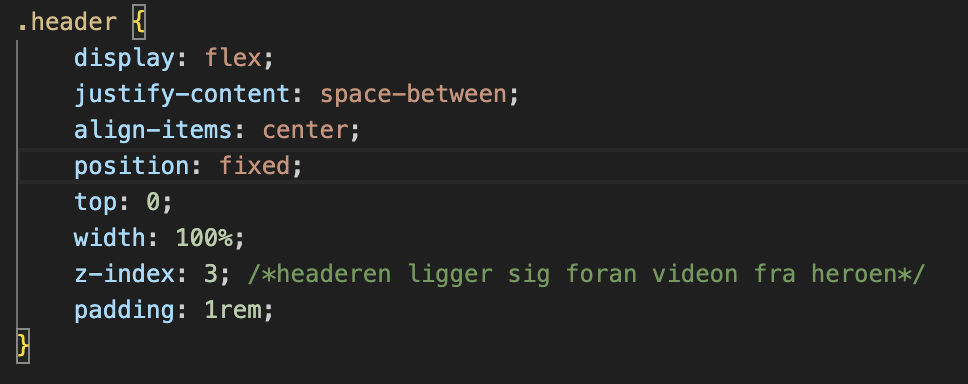 .header {
    display: flex;
    justify-content: space-between;
    align-items: center;
    position: fixed;
    top: 0;
    width: 100%;
    z-index: 3; /*headeren ligger sig foran videon fra heroen*/
    padding: 1rem;
}